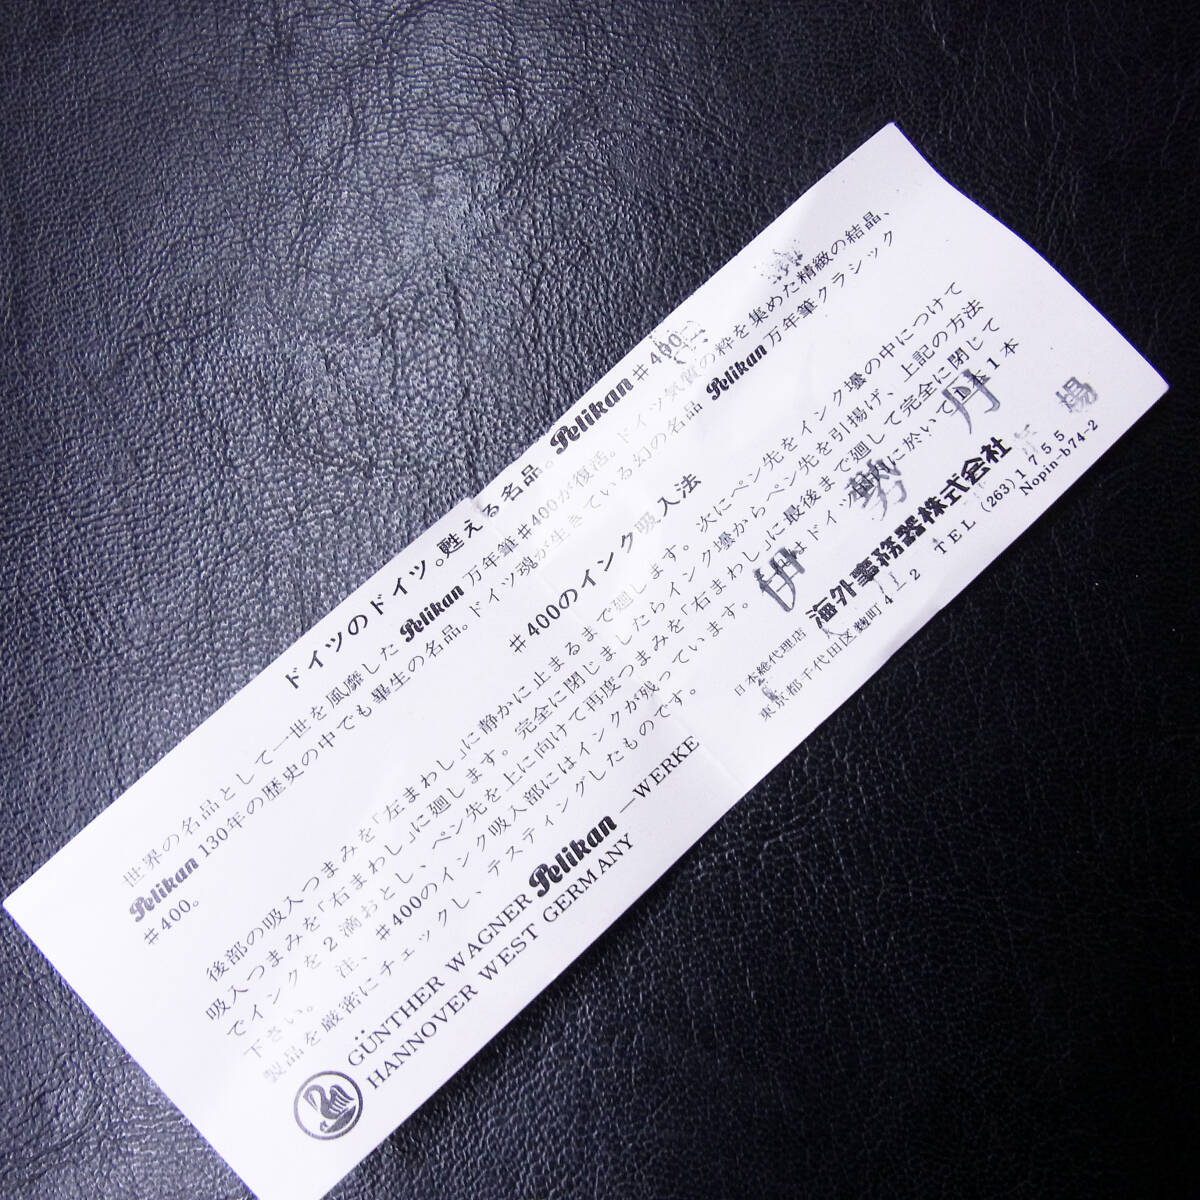 ドイツのドイツ。甦える名品。Pelikan #400
世界の名品として一世を風靡したPelikan万年筆#400が復活。ドイツ気質の粋を集めた精緻の結晶、
Pelikan 130年の歴史の中でも畢生の名品。ドイツ魂が生きている幻の名品 Pelikan万年筆クラシック
#400。
#400のインク吸入法
後部の吸入つまみを「左まわし」に静かに止まるまで廻します。次にペン先をインク壜の中につけて
吸入つまみを「右まわし」に廻します。完全に閉じましたらインク壜からペン先を引揚げ、上記の方法
でインクを2滴おとし、ペン先を上に向けて再度つまみを「右まわし」に最後まで廻して完全に閉じて
下さい。
注、#400のインク吸入部にはインクが残っています。
はドイツ
に於いて
1本
製品を厳密にチェックし、テスティングしたものです。
伊勢丹
GÜNTHER WAGNER Pelikan—WERKE
HANNOVER WEST GERMANY
日本総代理店 海外事務器株式会社
東京都千代田区麹町4
2 TEL (263) 1755
Nopin-b74-2